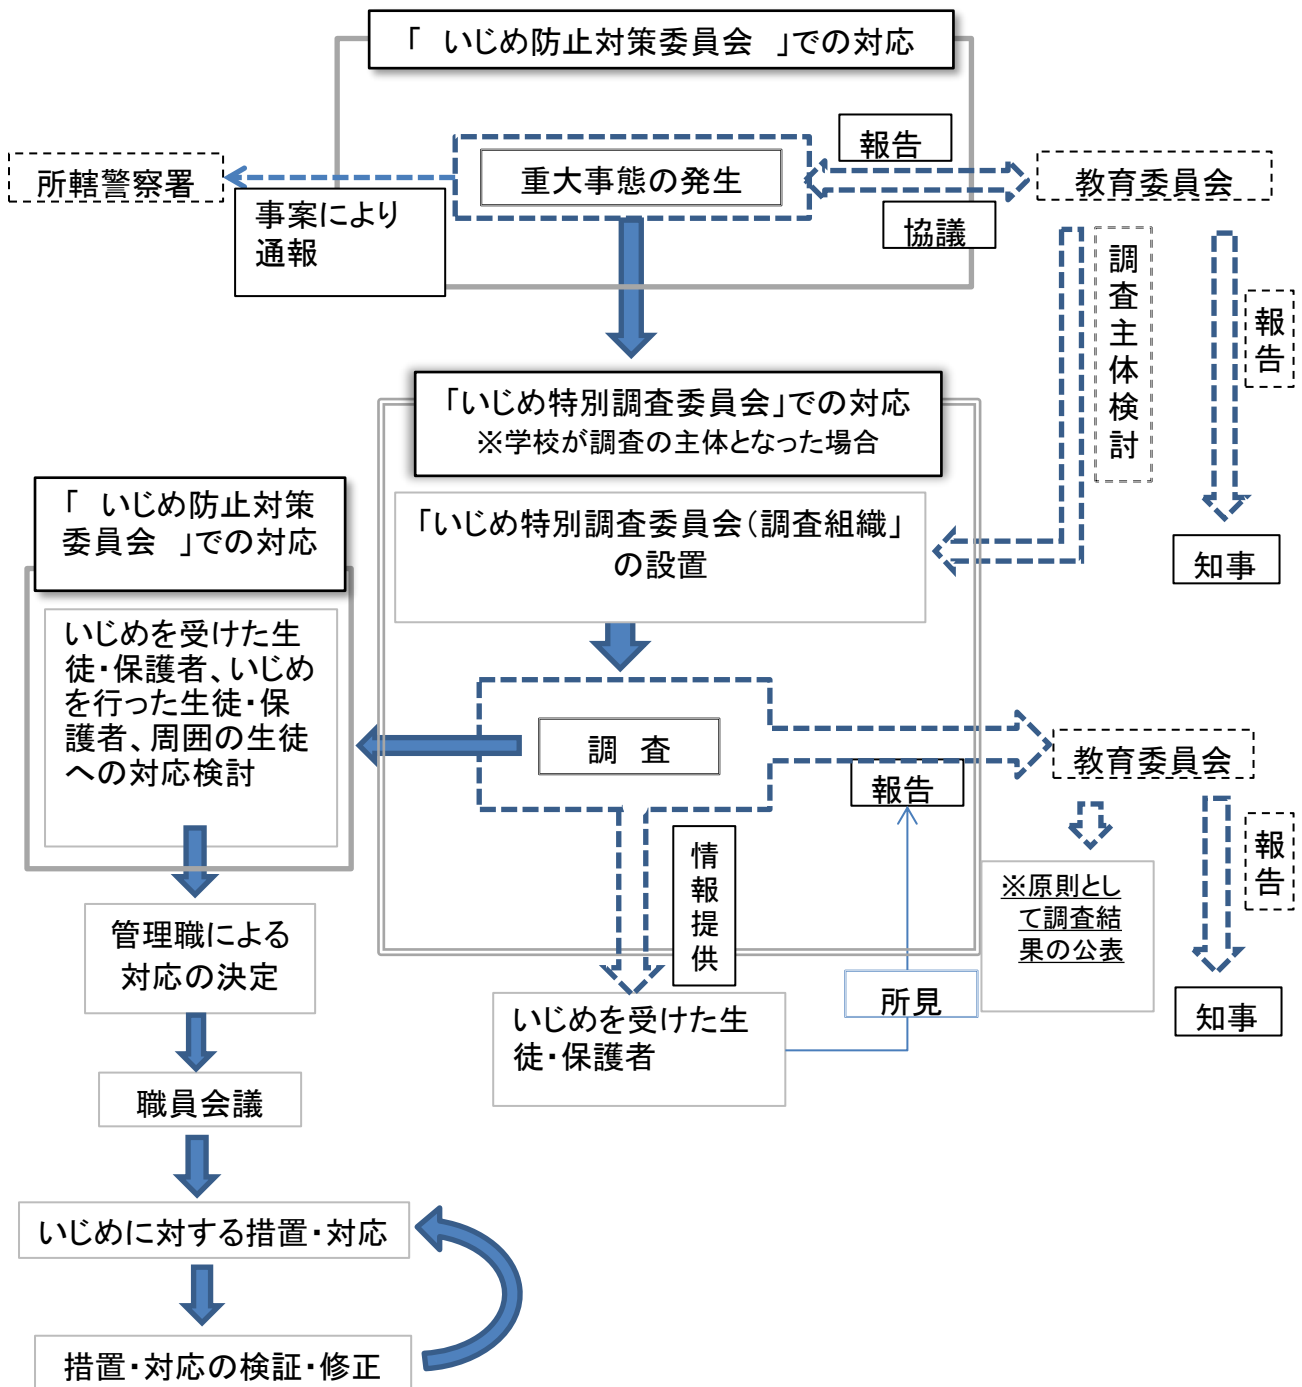 「　いじめ防止対策委員会　」での対応
報告
所轄警察署
重大事態の発生
教育委員会
事案により
通報
協議
調査主体検討
報告
「いじめ特別調査委員会」での対応
※学校が調査の主体となった場合
「　いじめ防止対策
委員会　」での対応
「いじめ特別調査委員会（調査組織」
の設置
知事
いじめを受けた生
徒・保護者、いじめ
を行った生徒・保
護者、周囲の生徒
への対応検討
調　査
教育委員会
報告
情報提供
報告
※原則とし
て調査結
果の公表
管理職による
対応の決定
所見
知事
いじめを受けた生
徒・保護者
職員会議
いじめに対する措置・対応
措置・対応の検証・修正